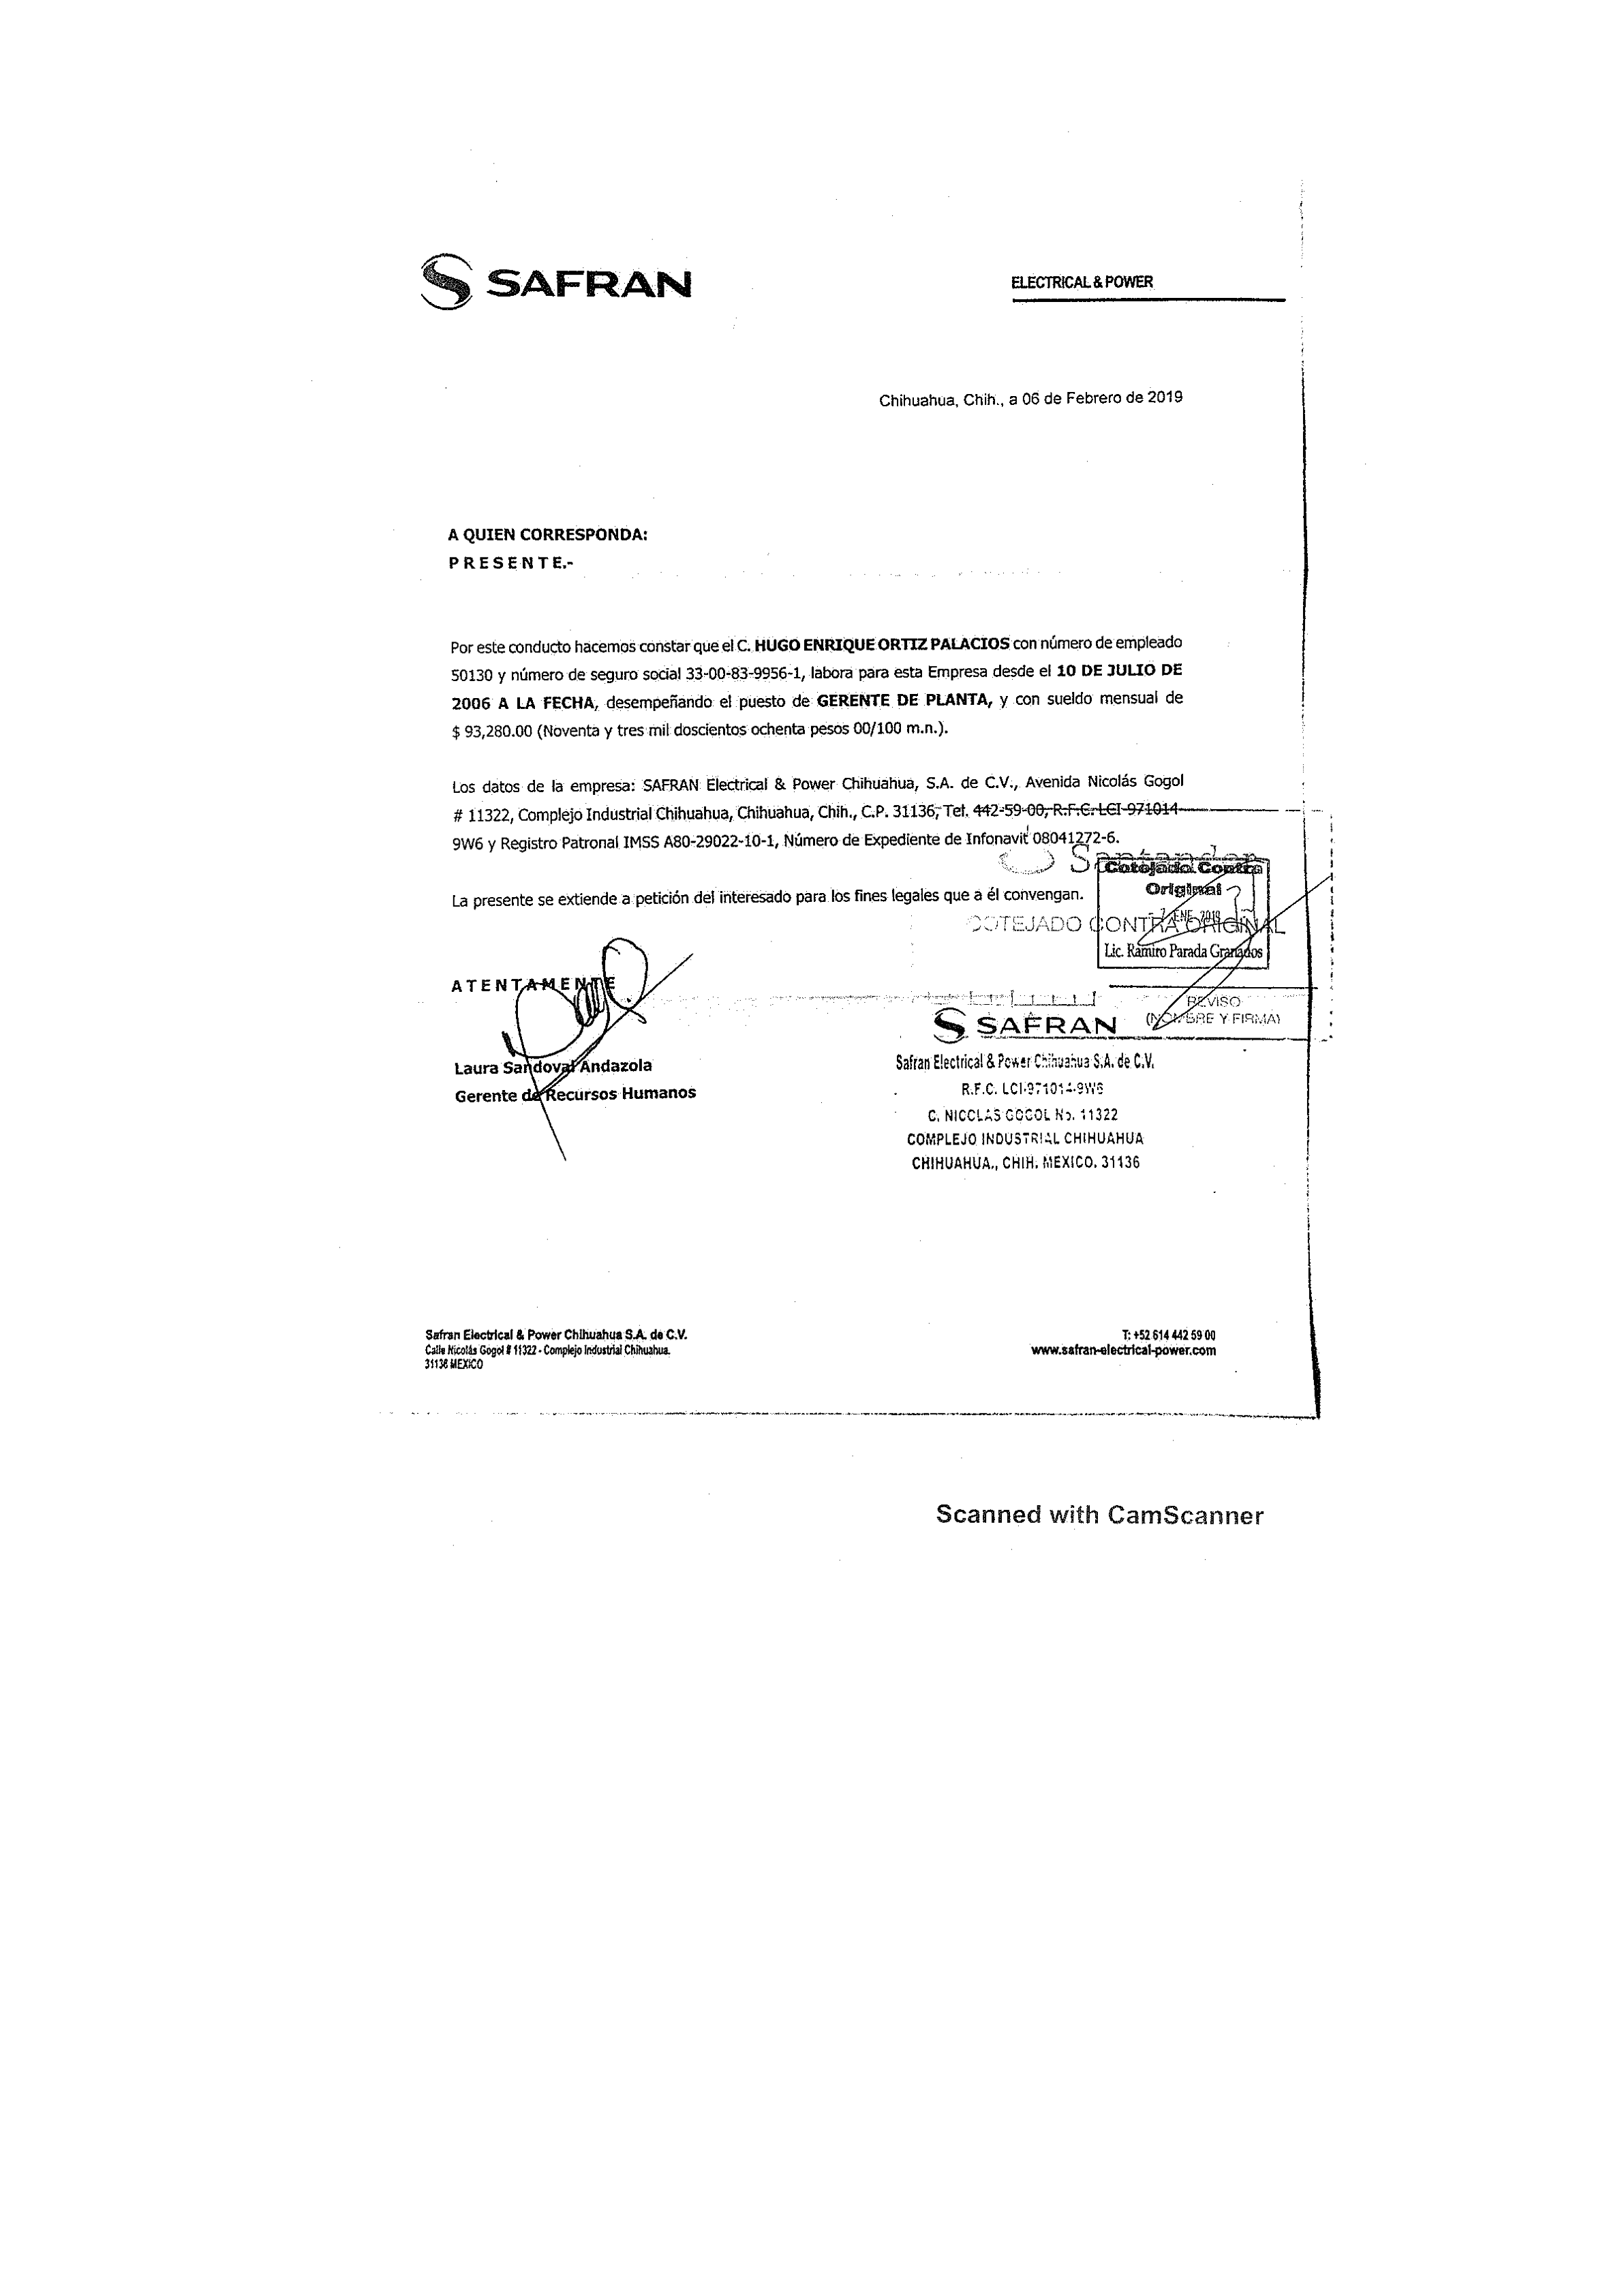 SAFRAN
ELECTRICAL & POWER
Chihuahua, Chih., a 06 de Febrero de 2019
A QUIEN CORRESPONDA:
P R E S E N T E.-
Por este conducto hacemos constar que el C. HUGO ENRIQUE ORTIZ PALACIOS con número de empleado
50130 y número de seguro social 33-00-83-9956-1, labora para esta Empresa desde el 10 DE JULIO DE
2006 A LA FECHA, desempeñando el puesto de GERENTE DE PLANTA, y con sueldo mensual de
$ 93,280.00 (Noventa y tres mil doscientos ochenta pesos 00/100 m.n.).
Los datos de la empresa: SAFRAN Electrical & Power Chihuahua, S.A. de C.V., Avenida Nicolás Gogol
# 11322, Complejo Industrial Chihuahua, Chihuahua, Chih., C.P. 31136, Tel. 442-59-00, R.F.C. LCI-971014-
9W6 y Registro Patronal IMSS A80-29022-10-1, Número de Expediente de Infonavit 08041272-6.
Cotejado Contra
Original
La presente se extiende a petición del interesado para los fines legales que a él convengan.
COTEJADO CONTRA ORIGINAL
Lic. Ramiro Parada Granados
A T E N T A M E N T E
REVISO
(NOMBRE Y FIRMA)
SAFRAN
Safran Electrical & Power Chihuahua S.A. de C.V.
R.F.C. LCI-971014-9W6
C. NICOLAS GOGOL No. 11322
COMPLEJO INDUSTRIAL CHIHUAHUA
CHIHUAHUA., CHIH. MEXICO. 31136
Laura Sandoval Andazola
Gerente de Recursos Humanos
Safran Electrical & Power Chihuahua S.A. de C.V.
Calle Nicolás Gogol # 11322 - Complejo Industrial Chihuahua.
31136 MEXICO
T: +52 614 442 59 00
www.safran-electrical-power.com
Scanned with CamScanner